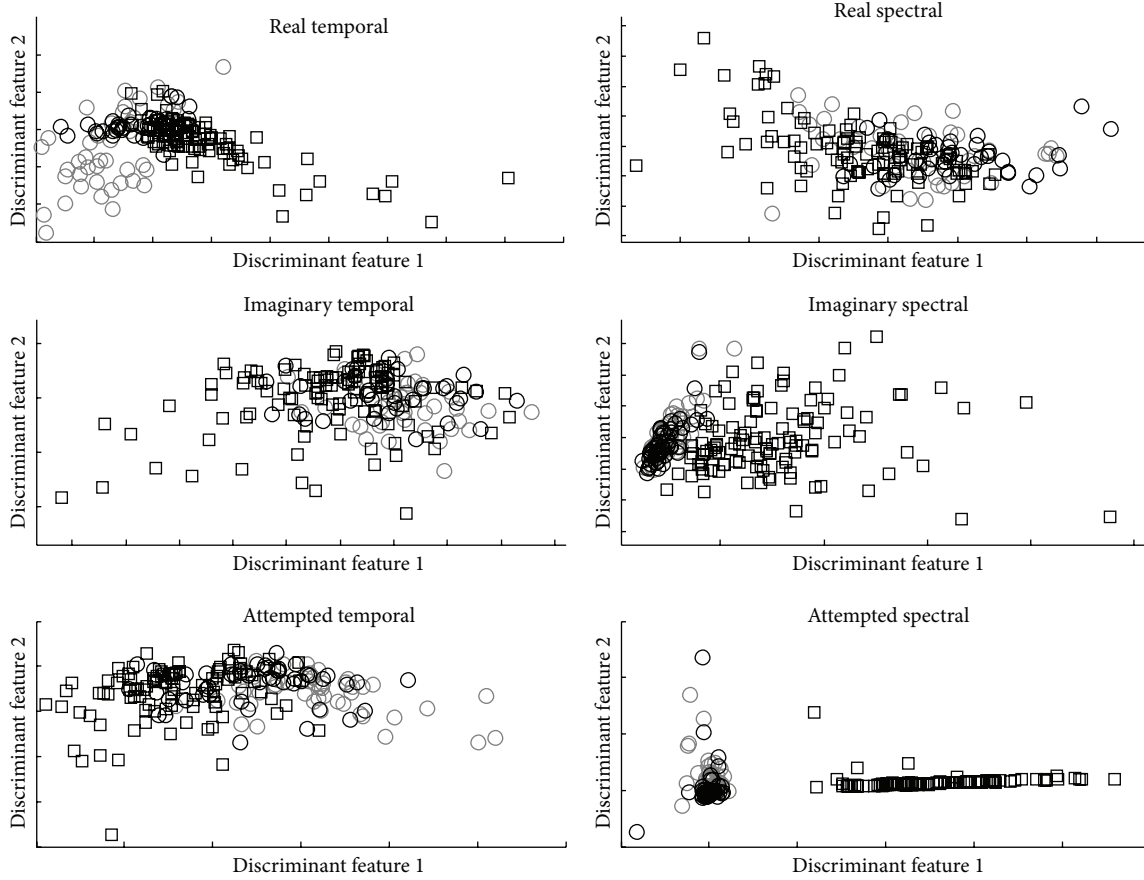 Real temporal
Discriminant feature 2
Discriminant feature 1
Real spectral
Discriminant feature 2
Discriminant feature 1
Imaginary temporal
Discriminant feature 2
Discriminant feature 1
Imaginary spectral
Discriminant feature 2
Discriminant feature 1
Attempted temporal
Discriminant feature 2
Discriminant feature 1
Attempted spectral
Discriminant feature 2
Discriminant feature 1